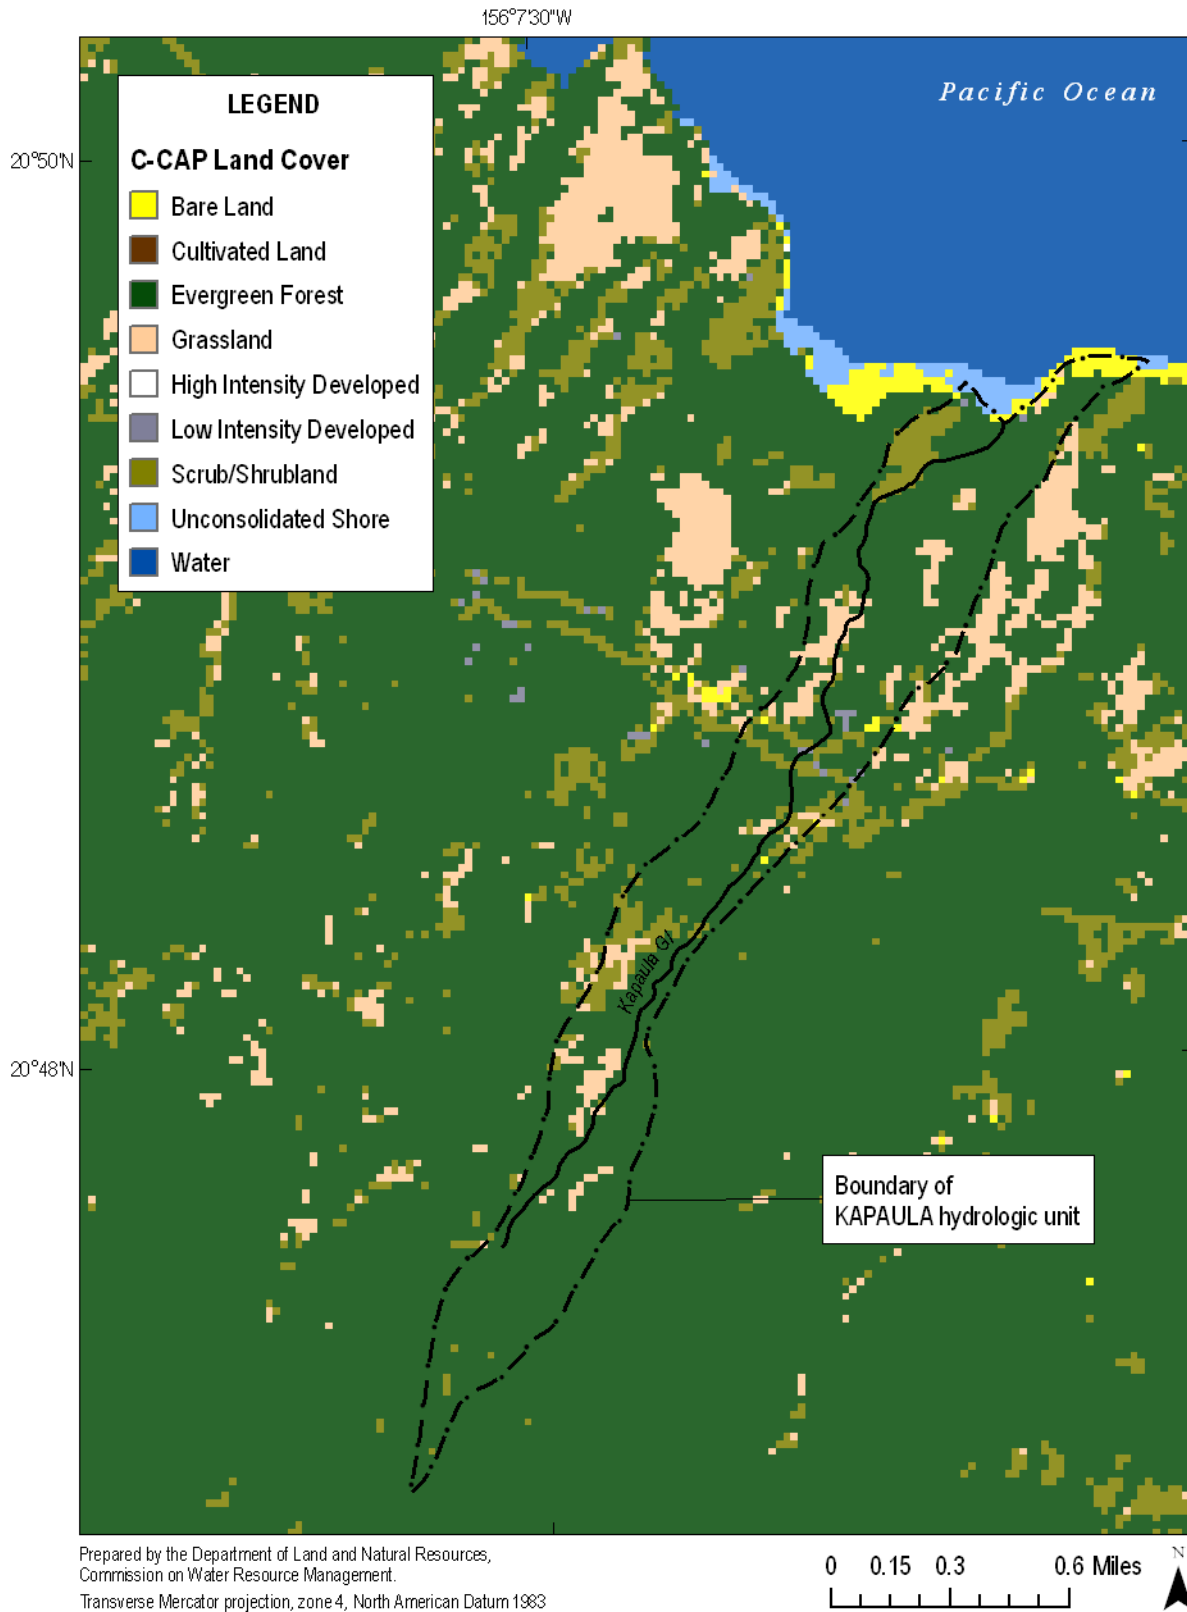 156°7'30"W
Pacific Ocean
LEGEND
20°50'N
C-CAP Land Cover
Bare Land
Cultivated Land
Evergreen Forest
Grassland
High Intensity Developed
Low Intensity Developed
Scrub/Shrubland
Unconsolidated Shore
Water
Kapaula G
20°48'N
Boundary of
KAPAULA hydrologic unit
Prepared by the Department of Land and Natural Resources,
Commission on Water Resource Management.
Transverse Mercator projection, zone 4, North American Datum 1983
0 0.15 0.3 0.6 Miles
N